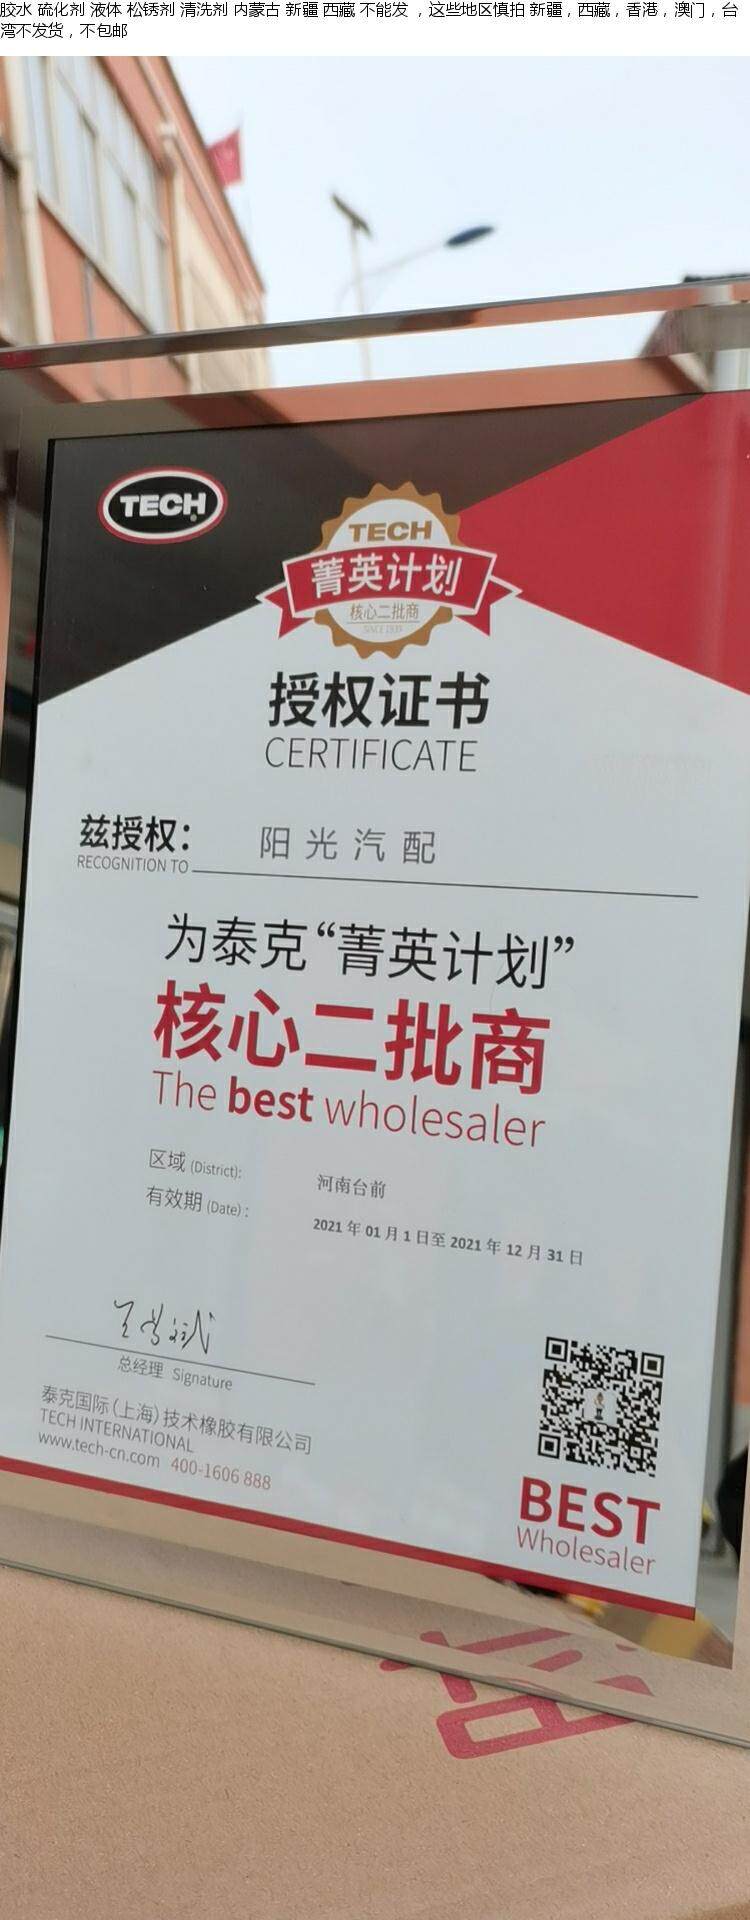 胶水 硫化剂 液体 松锈剂 清洗剂 内蒙古 新疆 西藏 不能发 ，这些地区慎拍 新疆，西藏，香港，澳门，台
湾不发货，不包邮
TECH
TECH
菁英计划
核心二批商
SINCE 1939
授权证书
CERTIFICATE
兹授权： 阳光汽配
RECOGNITION TO
为泰克“菁英计划”
核心二批商
The best wholesaler
区域 (District): 河南台前
有效期 (Date): 2021 年 01 月 1 日至 2021 年 12 月 31 日
总经理 Signature
泰克国际(上海)技术橡胶有限公司
TECH INTERNATIONAL
www.tech-cn.com 400-1606 888
BEST
Wholesaler